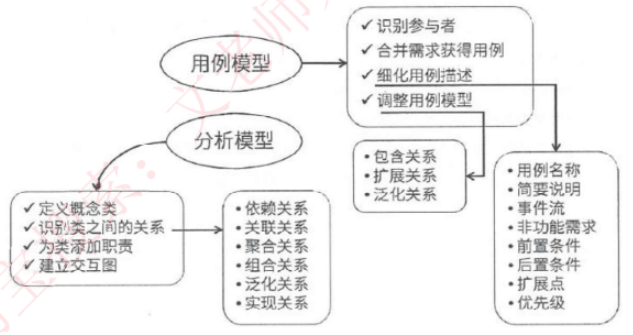 用例模型
✓ 识别参与者
✓ 合并需求获得用例
✓ 细化用例描述
✓ 调整用例模型
分析模型
• 包含关系
• 扩展关系
• 泛化关系
• 用例名称
• 简要说明
• 事件流
• 非功能需求
• 前置条件
• 后置条件
• 扩展点
• 优先级
✓ 定义概念类
✓ 识别类之间的关系
✓ 为类添加职责
✓ 建立交互图
• 依赖关系
• 关联关系
• 聚合关系
• 组合关系
• 泛化关系
• 实现关系